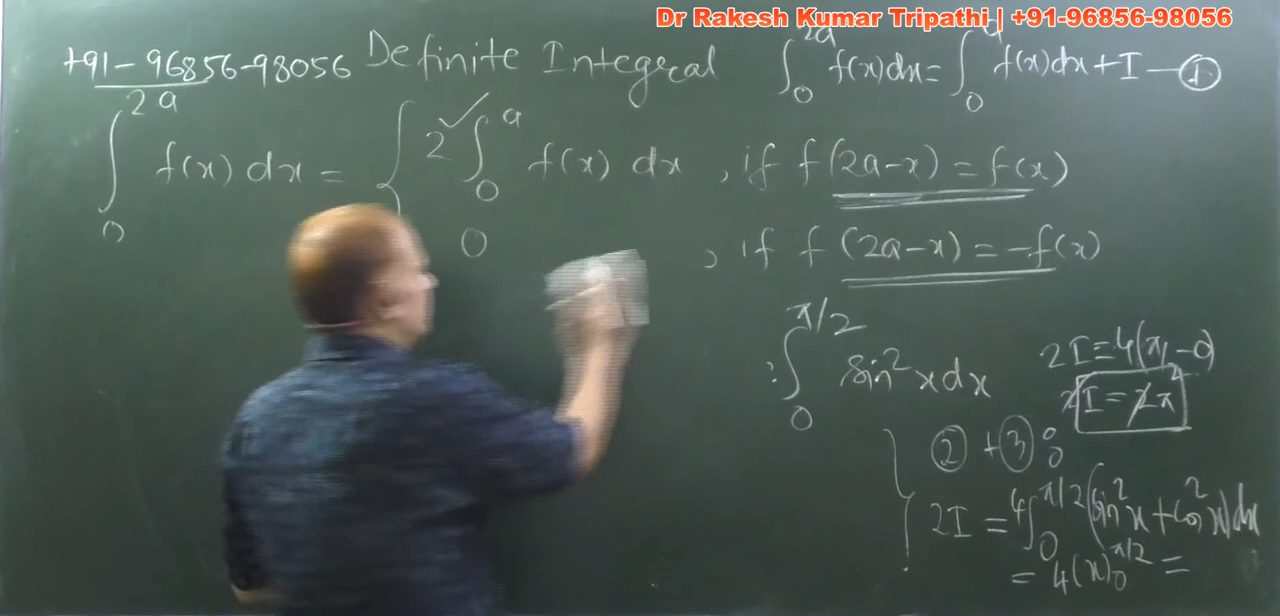 Dr Rakesh Kumar Tripathi | +91-96856-98056
+91-96856-98056 Definite Integral ∫₀^2a f(x)dx = ∫₀^a f(x)dx + I — ①
∫₀^2a f(x) dx = { 2 ∫₀^a f(x) dx , if f(2a-x) = f(x)
0 , if f(2a-x) = -f(x)
∫₀^π/2 sin²x dx
2I = 4(π/2 - 0)
2I = 2π
② + ③ :
2I = 4∫₀^π/2 (sin²x + cos²x) dx
= 4(x)₀^π/2 =